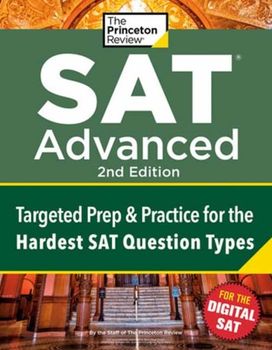 The
Princeton
Review®
SAT®
Advanced
2nd Edition
Targeted Prep & Practice for the
Hardest SAT Question Types
FOR THE
DIGITAL
SAT
By the Staff of The Princeton Review